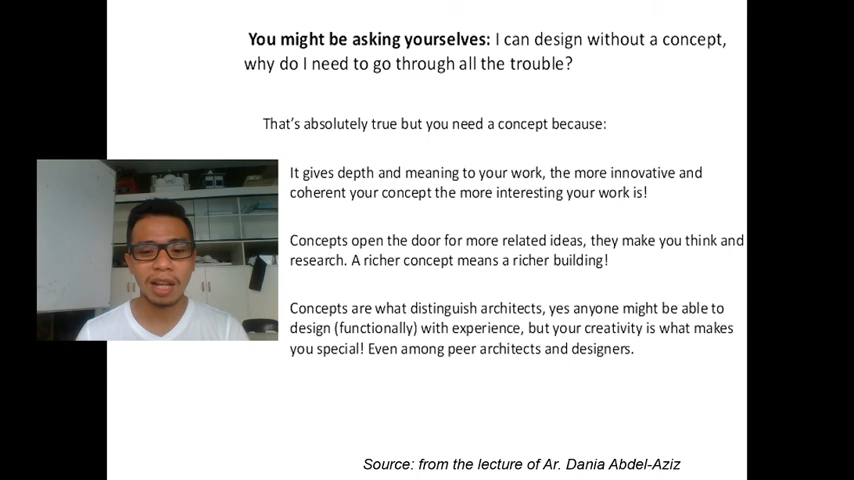 You might be asking yourselves: I can design without a concept,
why do I need to go through all the trouble?
That's absolutely true but you need a concept because:
It gives depth and meaning to your work, the more innovative and
coherent your concept the more interesting your work is!
Concepts open the door for more related ideas, they make you think and
research. A richer concept means a richer building!
Concepts are what distinguish architects, yes anyone might be able to
design (functionally) with experience, but your creativity is what makes
you special! Even among peer architects and designers.
Source: from the lecture of Ar. Dania Abdel-Aziz